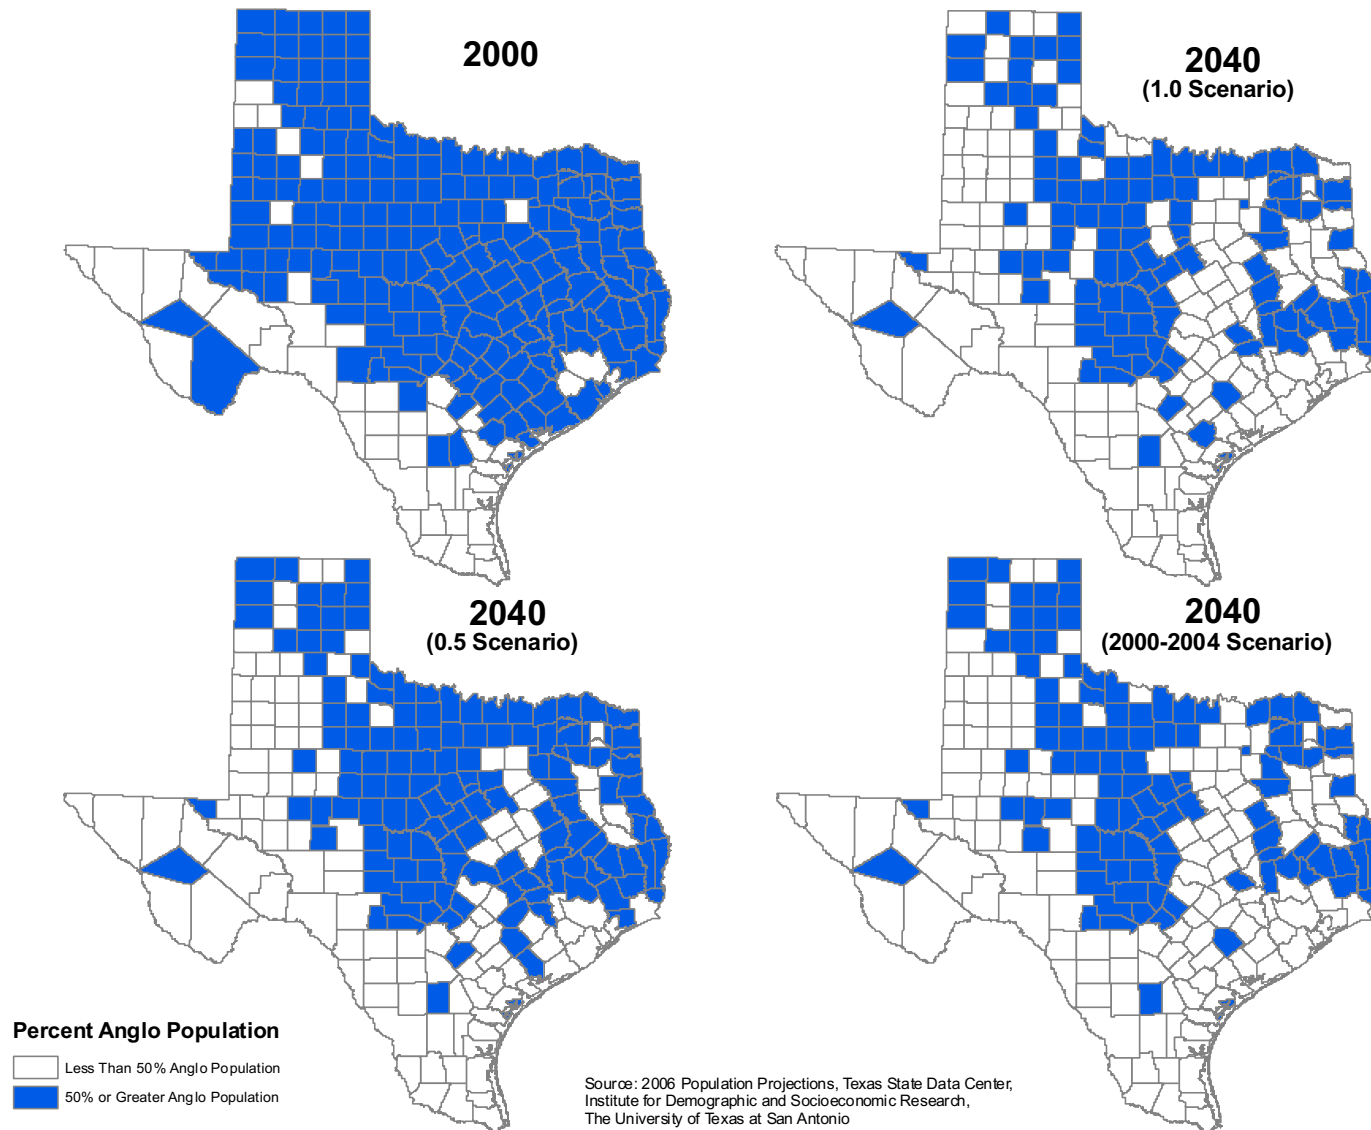 2000
2040
(1.0 Scenario)
2040
(0.5 Scenario)
2040
(2000-2004 Scenario)
Percent Anglo Population
Less Than 50% Anglo Population
50% or Greater Anglo Population
Source: 2006 Population Projections, Texas State Data Center,
Institute for Demographic and Socioeconomic Research,
The University of Texas at San Antonio